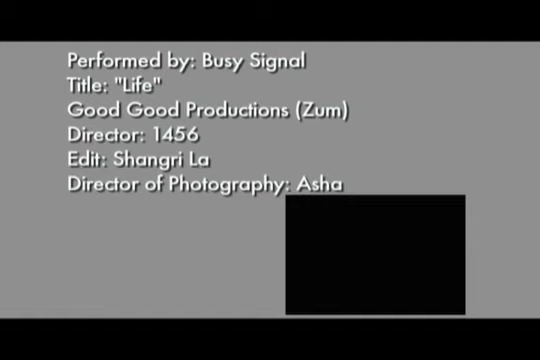 Performed by: Busy Signal
Title: "Life"
Good Good Productions (Zum)
Director: 1456
Edit: Shangri La
Director of Photography: Asha